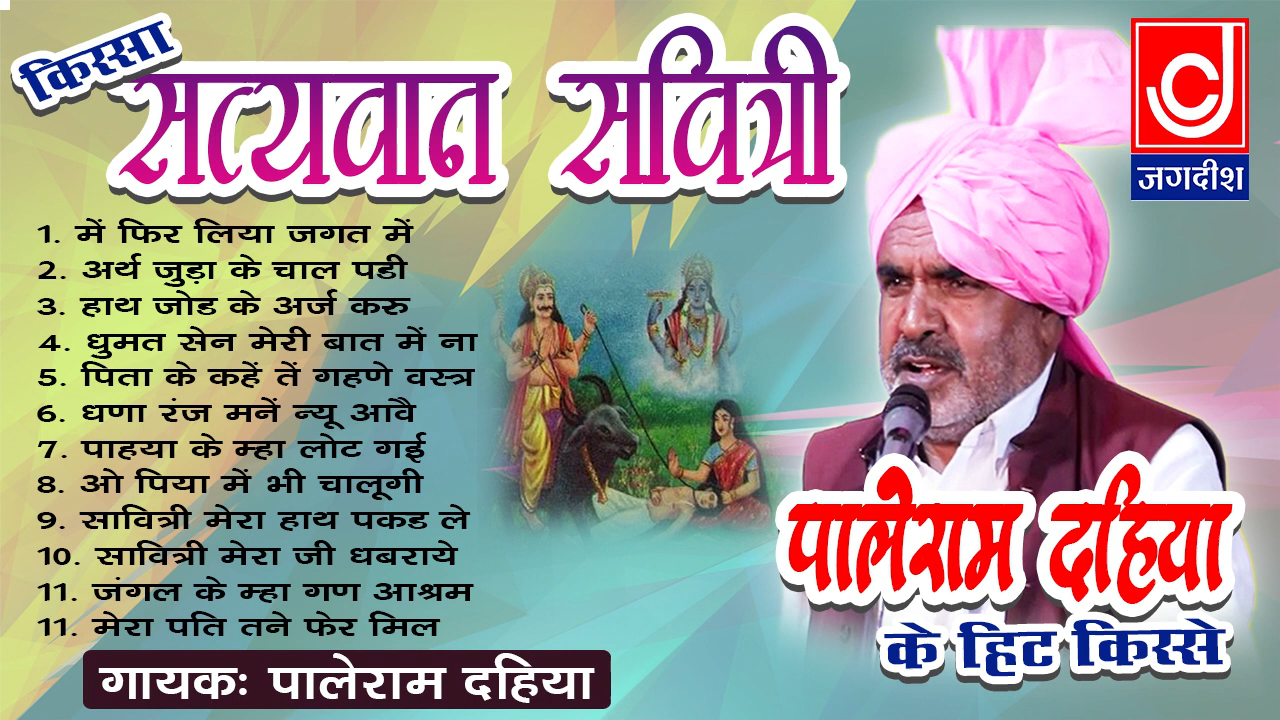 किस्सा
सत्यवान सवित्री
जगदीश
1. में फिर लिया जगत में
2. अर्थ जुड़ा के चाल पडी
3. हाथ जोड के अर्ज करु
4. धुमत सेन मेरी बात में ना
5. पिता के कहें तें गहणे वस्त्र
6. धणा रंज मनें न्यू आवै
7. पाहया के म्हा लोट गई
8. ओ पिया में भी चालूगी
9. सावित्री मेरा हाथ पकड ले
10. सावित्री मेरा जी धबराये
11. जंगल के म्हा गण आश्रम
11. मेरा पति तने फेर मिल
पालेराम दहिया
के हिट किस्से
गायकः पालेराम दहिया